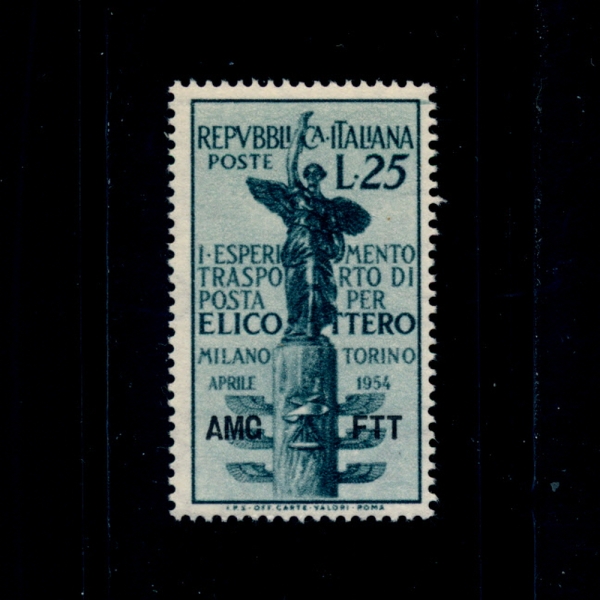 REPVBBLICA·ITALIANA
POSTE L·25
I·ESPERIMENTO
TRASPORTO DI
POSTA PER
ELICOTTERO
MILANO TORINO
APRILE 1954
AMG FTT
I.P.S.-OFF.CARTE-VALORI-ROMA